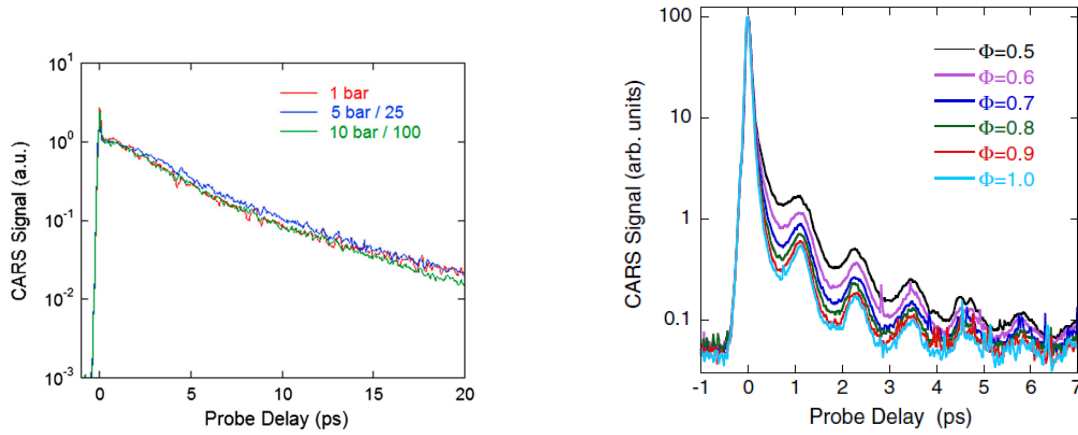 10¹
10⁰
10⁻¹
10⁻²
10⁻³
CARS Signal (a.u.)
1 bar
5 bar / 25
10 bar / 100
0 5 10 15 20
Probe Delay (ps)
100
10
1
0.1
CARS Signal (arb. units)
Φ=0.5
Φ=0.6
Φ=0.7
Φ=0.8
Φ=0.9
Φ=1.0
-1 0 1 2 3 4 5 6 7
Probe Delay (ps)